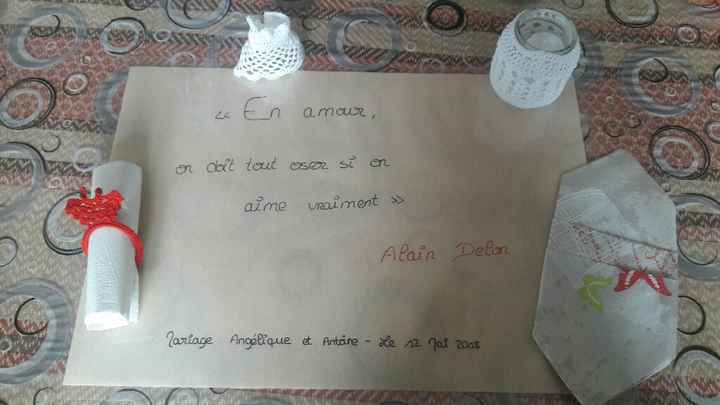 « En amour,
on doit tout oser si on
aime vraiment »
Alain Delon
Mariage Angélique et Antoine - Le 12 Mai